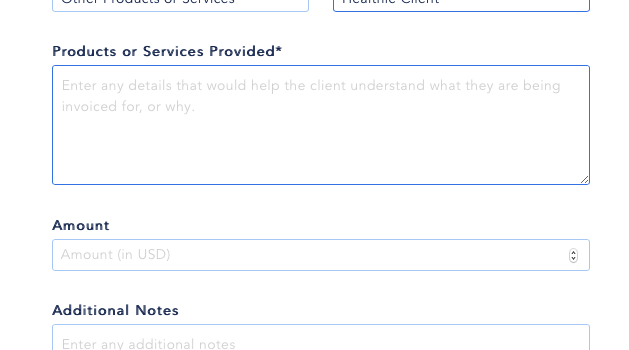 Other Products or Services
Healthie Client
Products or Services Provided*
Enter any details that would help the client understand what they are being
invoiced for, or why.
Amount
Amount (in USD)
Additional Notes
Enter any additional notes